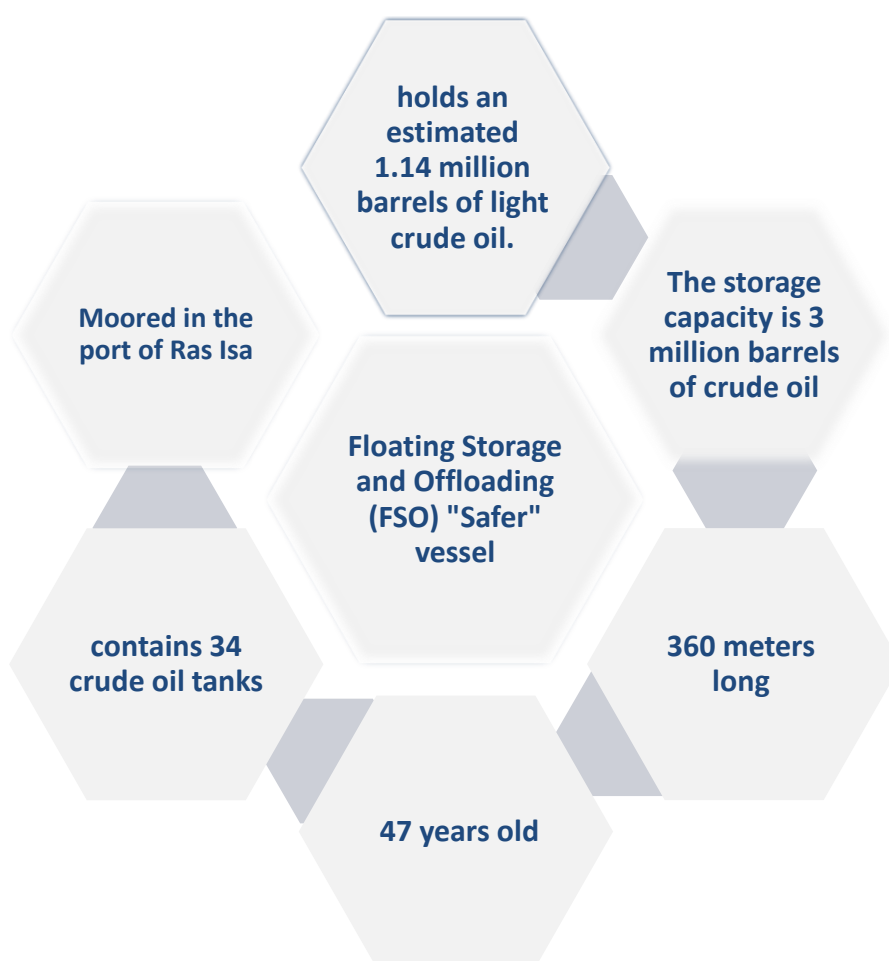 holds an
estimated
1.14 million
barrels of light
crude oil.
The storage
capacity is 3
million barrels
of crude oil
Moored in the
port of Ras Isa
Floating Storage
and Offloading
(FSO) "Safer"
vessel
contains 34
crude oil tanks
360 meters
long
47 years old